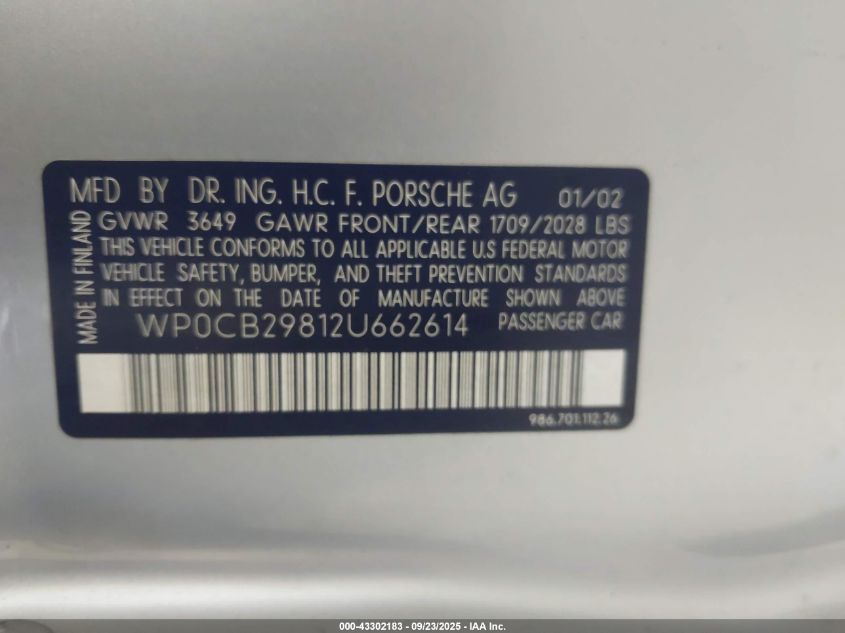 MFD BY DR. ING. H.C. F. PORSCHE AG 01/02
GVWR 3649 GAWR FRONT/REAR 1709/2028 LBS
THIS VEHICLE CONFORMS TO ALL APPLICABLE U.S FEDERAL MOTOR
VEHICLE SAFETY, BUMPER, AND THEFT PREVENTION STANDARDS
IN EFFECT ON THE DATE OF MANUFACTURE SHOWN ABOVE
WP0CB29812U662614 PASSENGER CAR
MADE IN FINLAND
986.701.112.26
000-43302183 - 09/23/2025 - IAA Inc.